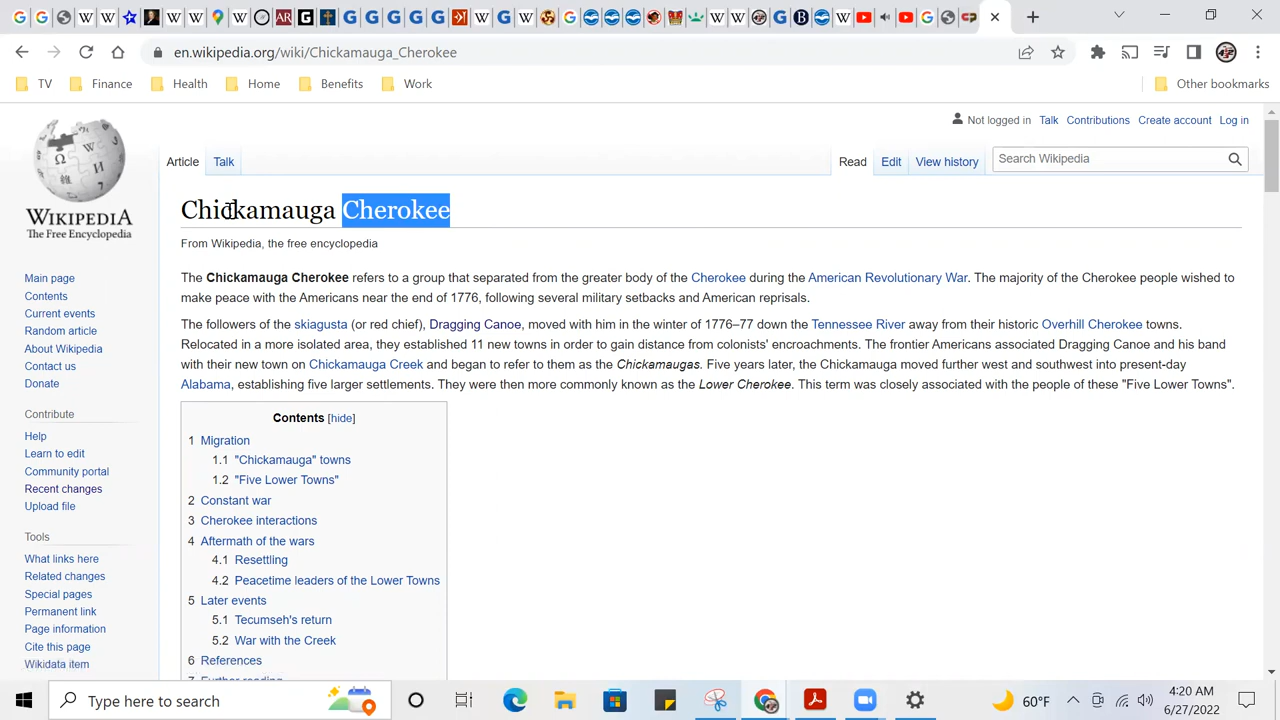 en.wikipedia.org/wiki/Chickamauga_Cherokee
TV Finance Health Home Benefits Work Other bookmarks
Not logged in Talk Contributions Create account Log in
Article Talk Read Edit View history Search Wikipedia
WIKIPEDIA
The Free Encyclopedia
Chickamauga Cherokee
From Wikipedia, the free encyclopedia
The Chickamauga Cherokee refers to a group that separated from the greater body of the Cherokee during the American Revolutionary War. The majority of the Cherokee people wished to
make peace with the Americans near the end of 1776, following several military setbacks and American reprisals.
The followers of the skiagusta (or red chief), Dragging Canoe, moved with him in the winter of 1776–77 down the Tennessee River away from their historic Overhill Cherokee towns.
Relocated in a more isolated area, they established 11 new towns in order to gain distance from colonists' encroachments. The frontier Americans associated Dragging Canoe and his band
with their new town on Chickamauga Creek and began to refer to them as the Chickamaugas. Five years later, the Chickamauga moved further west and southwest into present-day
Alabama, establishing five larger settlements. They were then more commonly known as the Lower Cherokee. This term was closely associated with the people of these "Five Lower Towns".
Main page
Contents
Current events
Random article
About Wikipedia
Contact us
Donate
Contribute
Help
Learn to edit
Community portal
Recent changes
Upload file
Tools
What links here
Related changes
Special pages
Permanent link
Page information
Cite this page
Wikidata item
Contents [hide]
1 Migration
1.1 "Chickamauga" towns
1.2 "Five Lower Towns"
2 Constant war
3 Cherokee interactions
4 Aftermath of the wars
4.1 Resettling
4.2 Peacetime leaders of the Lower Towns
5 Later events
5.1 Tecumseh's return
5.2 War with the Creek
6 References
7 Further reading
Type here to search
60°F
4:20 AM
6/27/2022